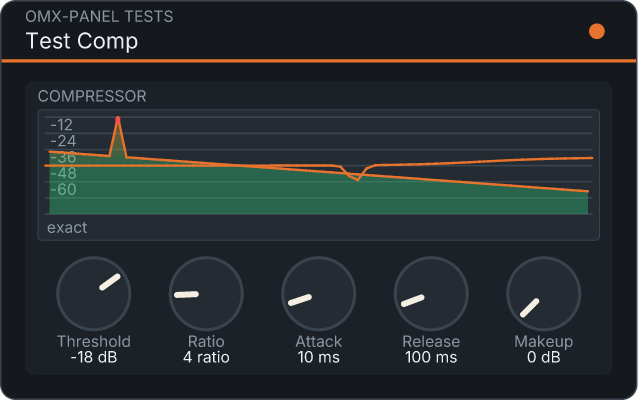 OMX-PANEL TESTS
Test Comp
COMPRESSOR
-12
-24
-36
-48
-60
exact
Threshold Ratio Attack Release Makeup
-18 dB 4 ratio 10 ms 100 ms 0 dB